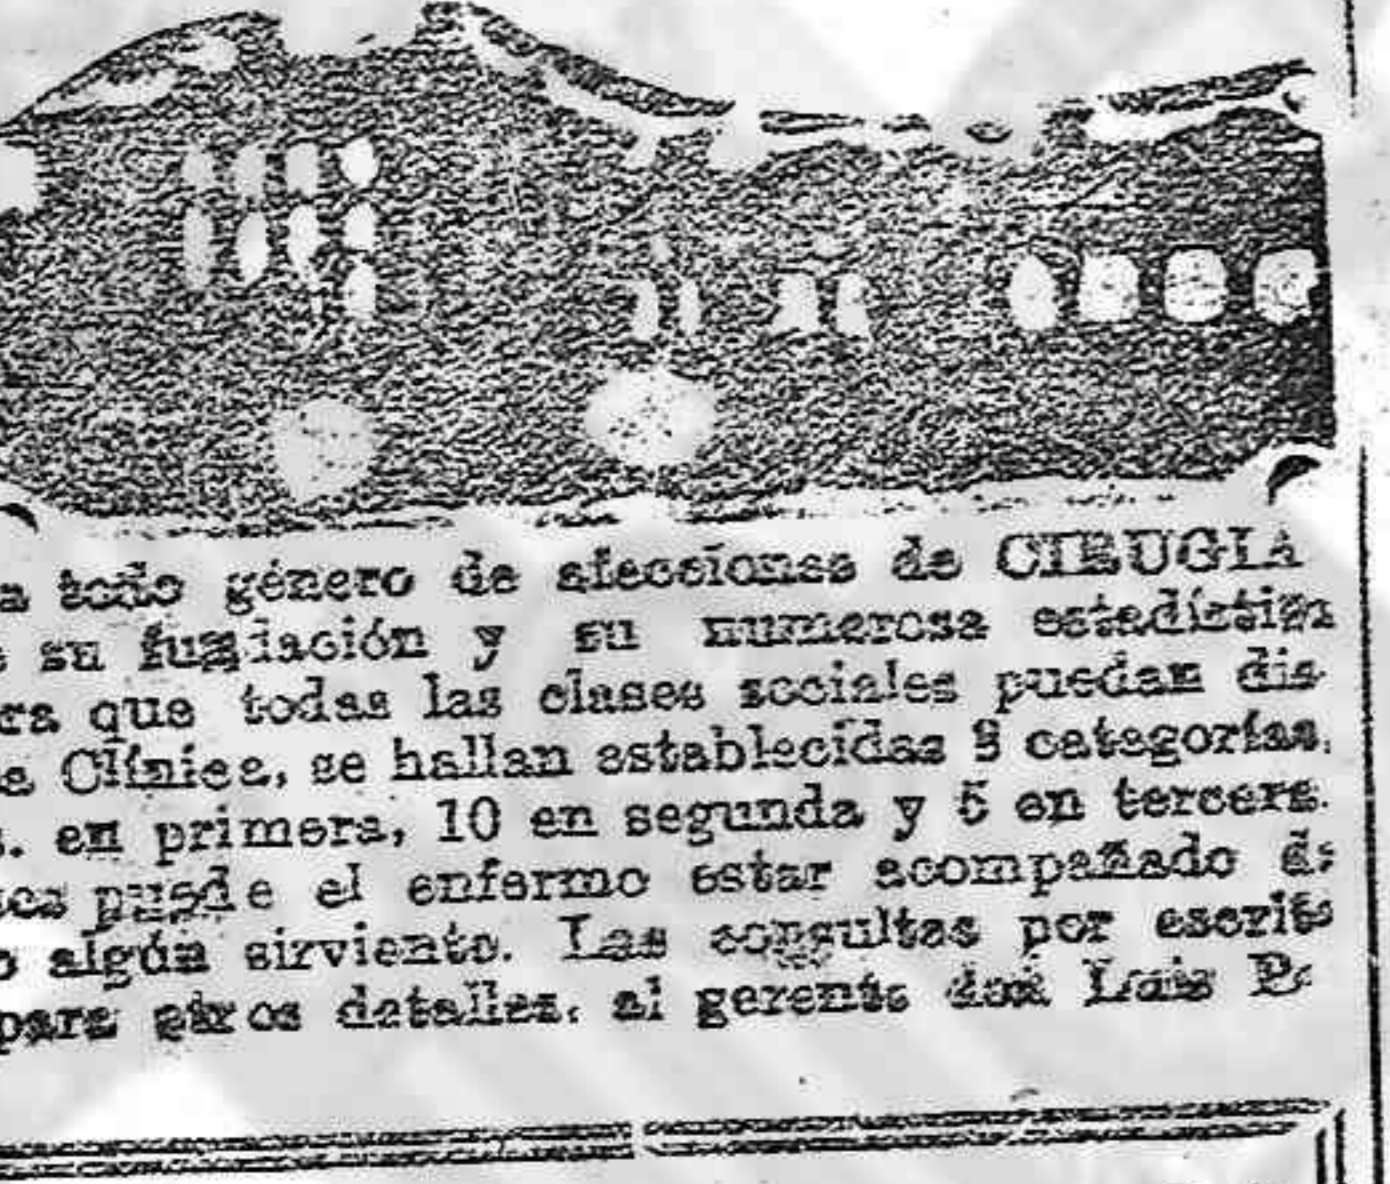 a todo género de afecciones de CIRUGIA
su fundación y su numerosa
que todas las clases sociales puedan dis-
Clínica, se hallan establecidas 3 categorías,
en primera, 10 en segunda y 5 en tercera.
puede el enfermo estar acompañado de
o algún sirviente. Las consultas por escrito
para otros detalles, al gerente don Luis